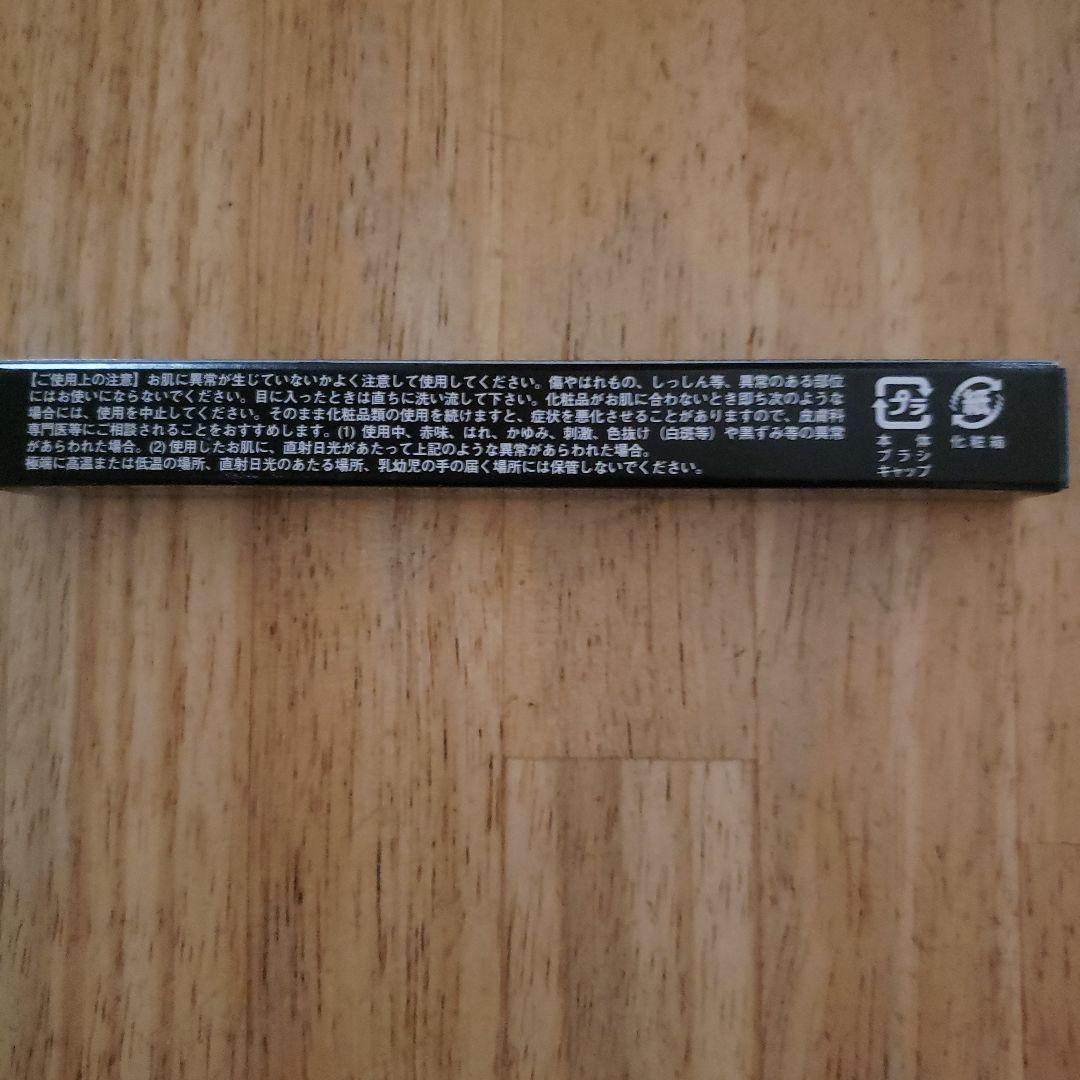 【ご使用上の注意】お肌に異常が生じていないかよく注意して使用してください。傷やはれもの、しっしん等、異常のある部位
にはお使いにならないでください。目に入ったときは直ちに洗い流して下さい。化粧品がお肌に合わないとき即ち次のような
場合には、使用を中止してください。そのまま化粧品類の使用を続けますと、症状を悪化させることがありますので、皮膚科
専門医等にご相談されることをおすすめします。(1) 使用中、赤味、はれ、かゆみ、刺激、色抜け（白斑等）や黒ずみ等の異常
があらわれた場合。(2) 使用したお肌に、直射日光があたって上記のような異常があらわれた場合。
極端に高温または低温の場所、直射日光のあたる場所、乳幼児の手の届く場所には保管しないでください。
プラ
本体
ブラシ
キャップ
紙
化粧箱